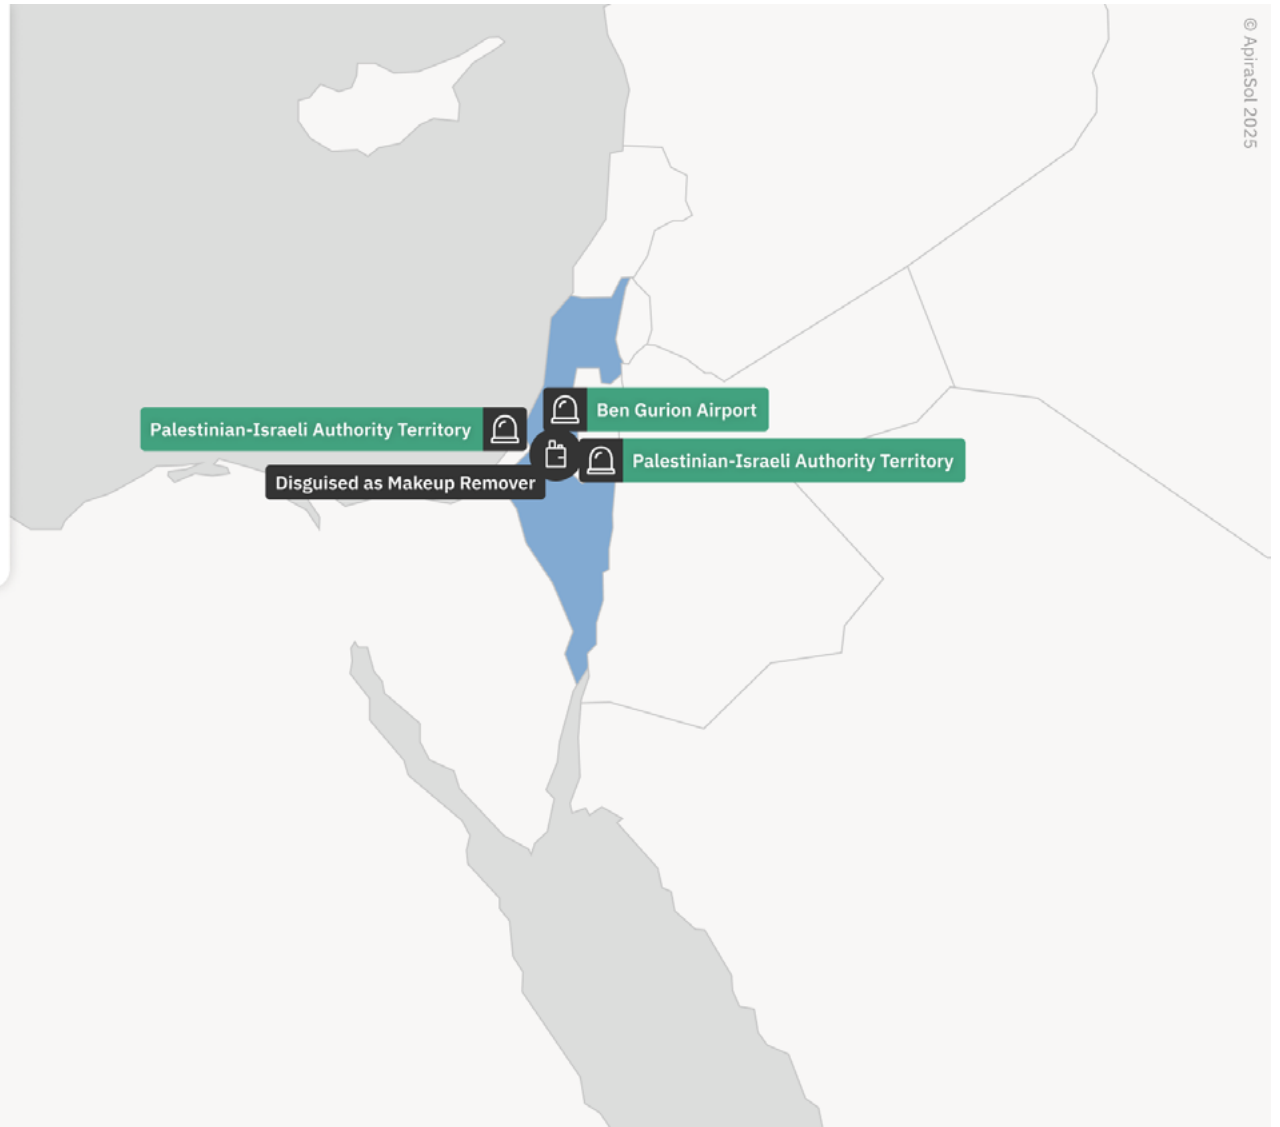 © ApiraSol 2025
Ben Gurion Airport
Palestinian-Israeli Authority Territory
Palestinian-Israeli Authority Territory
Disguised as Makeup Remover